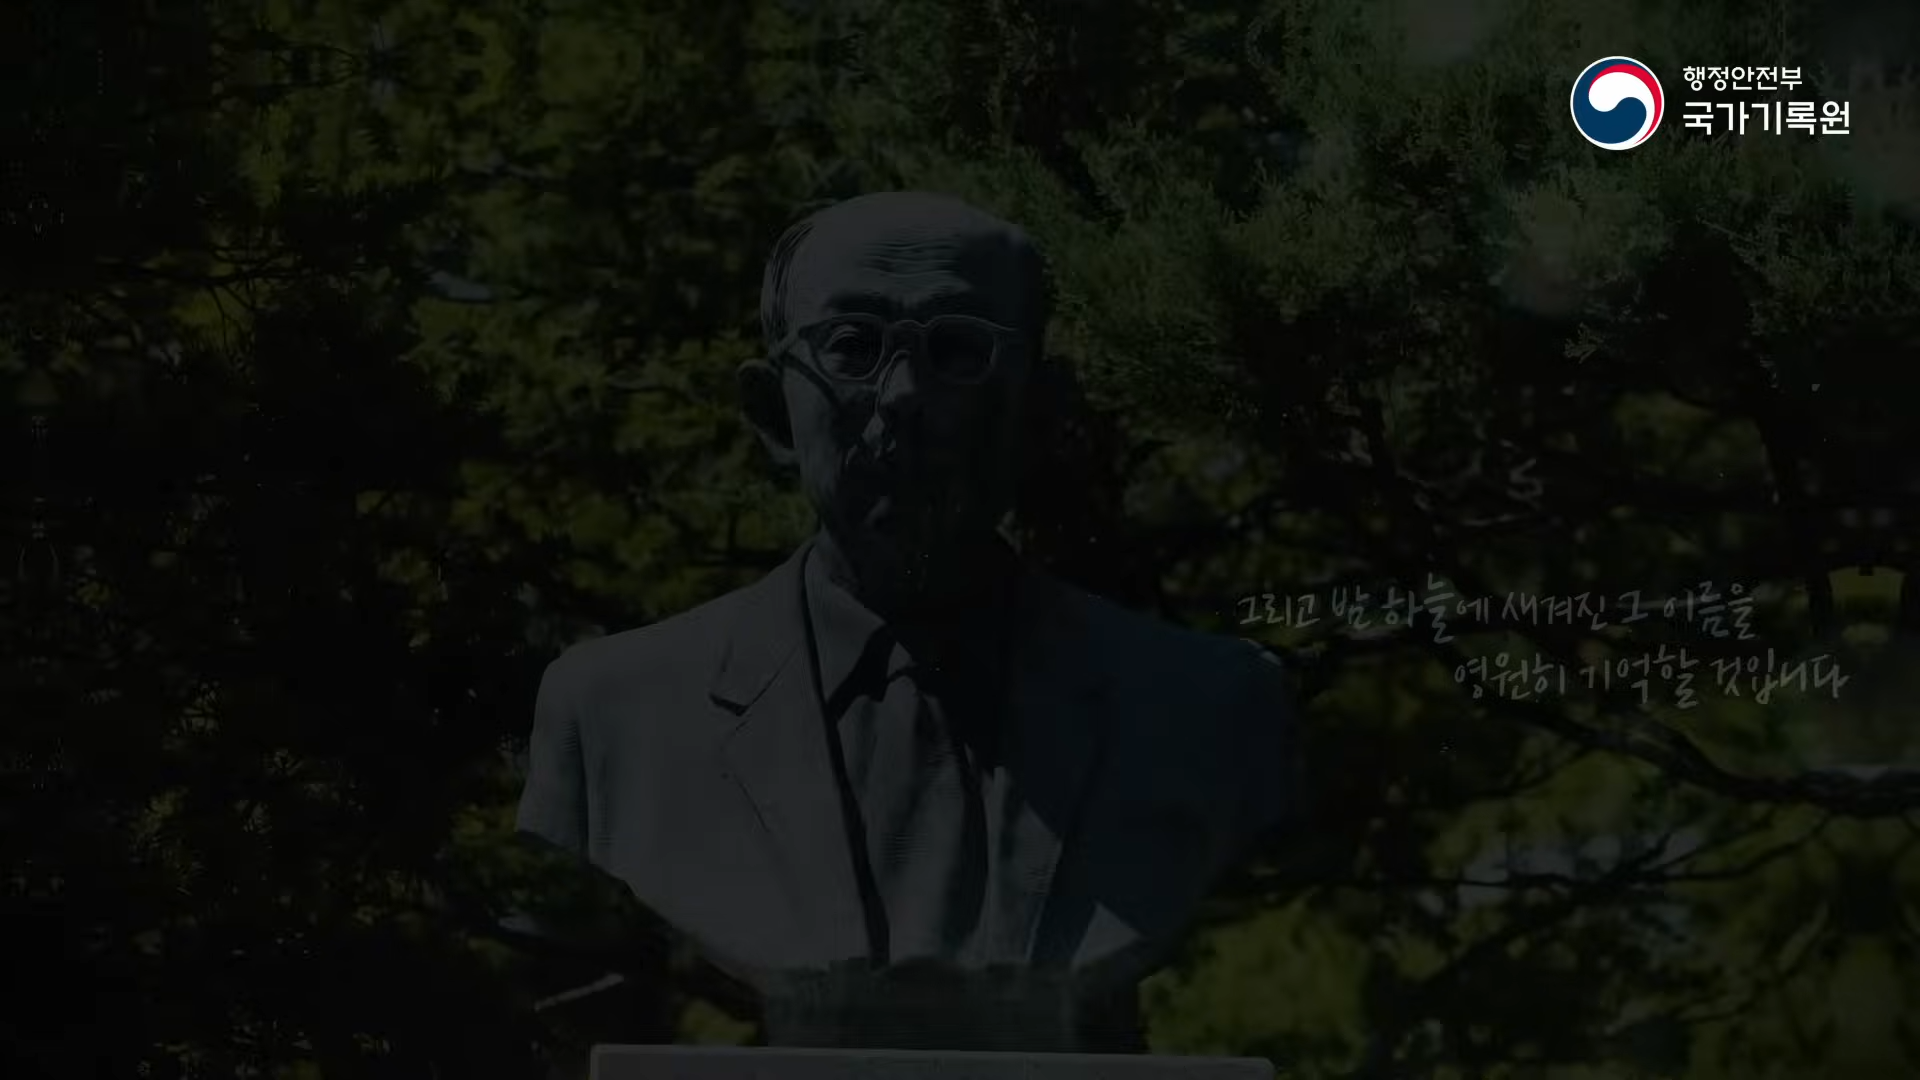 행정안전부
국가기록원
그리고 밤 하늘에 새겨진 그 이름을
영원히 기억할 것입니다